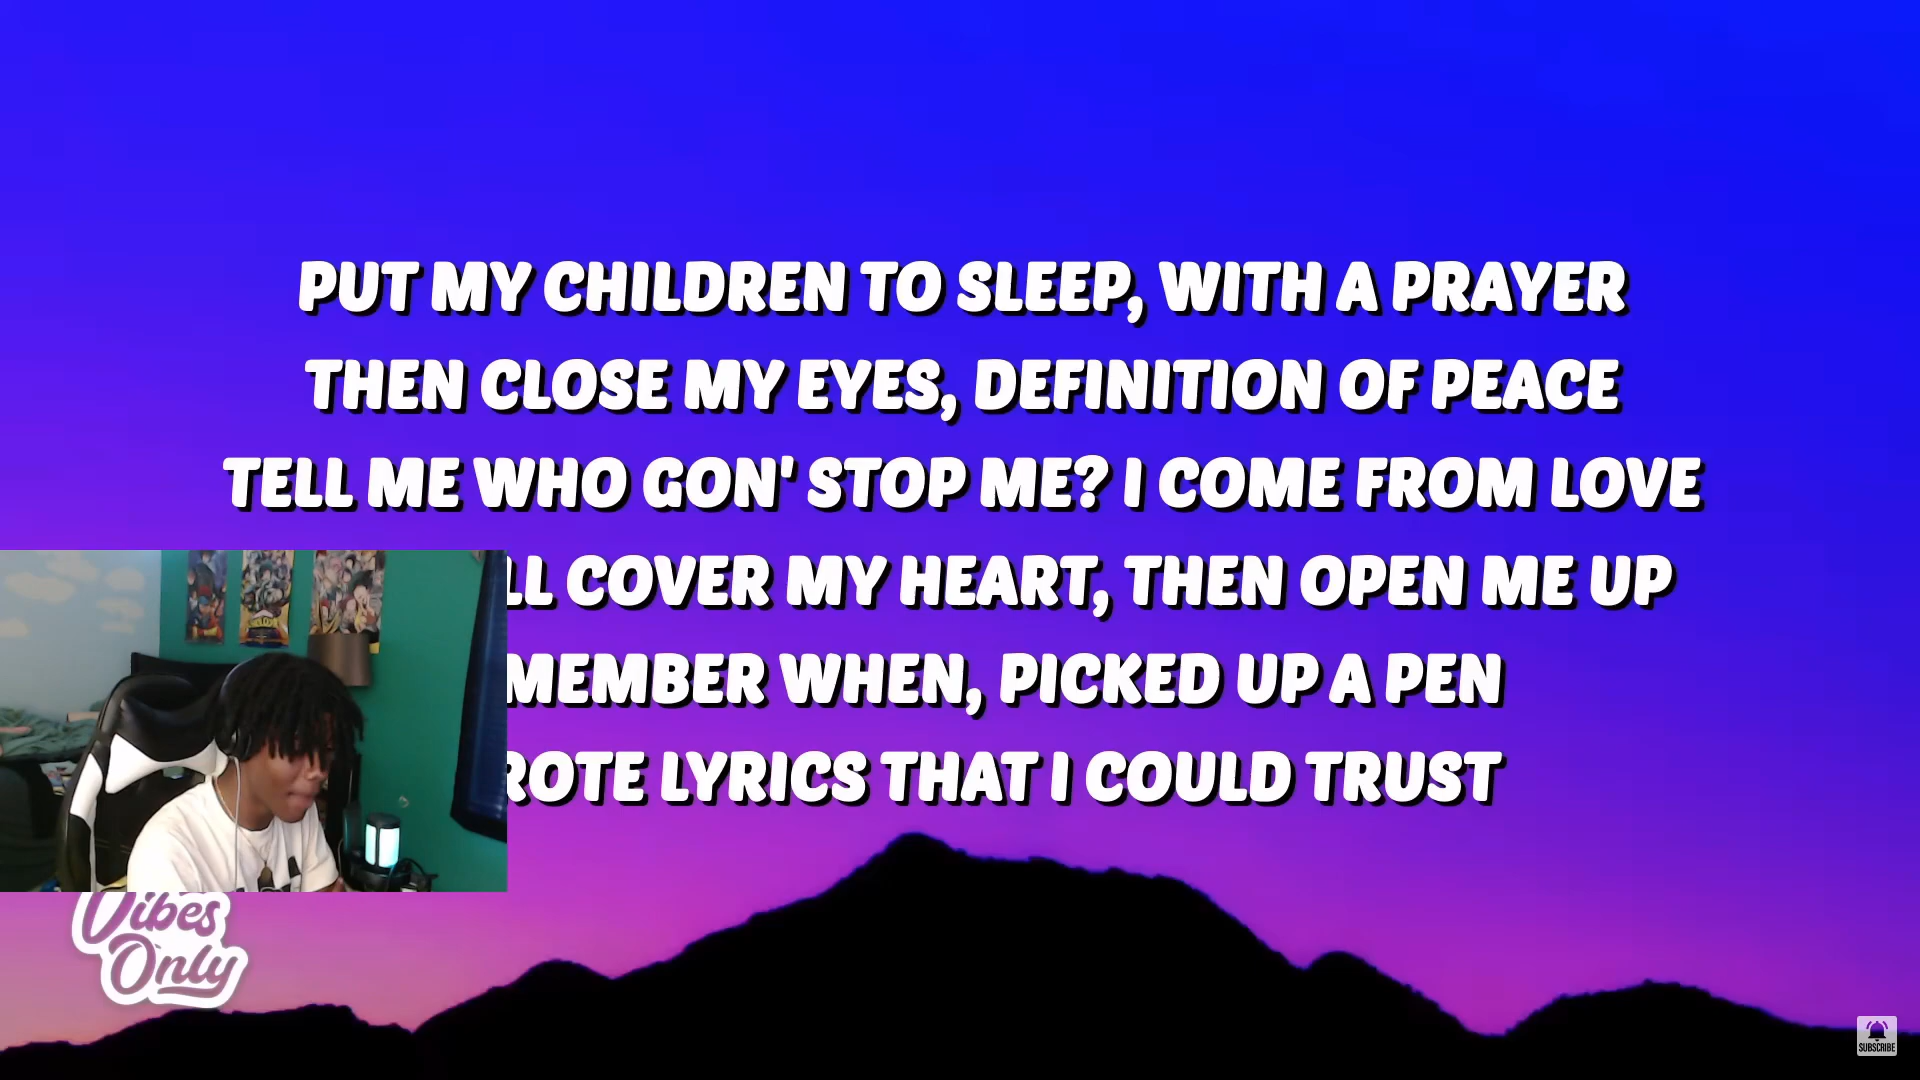 PUT MY CHILDREN TO SLEEP, WITH A PRAYER
THEN CLOSE MY EYES, DEFINITION OF PEACE
TELL ME WHO GON' STOP ME? I COME FROM LOVE
COVER MY HEART, THEN OPEN ME UP
WHEN, PICKED UP A PEN
LYRICS THAT I COULD TRUST
Vibes
Only
SUBSCRIBE